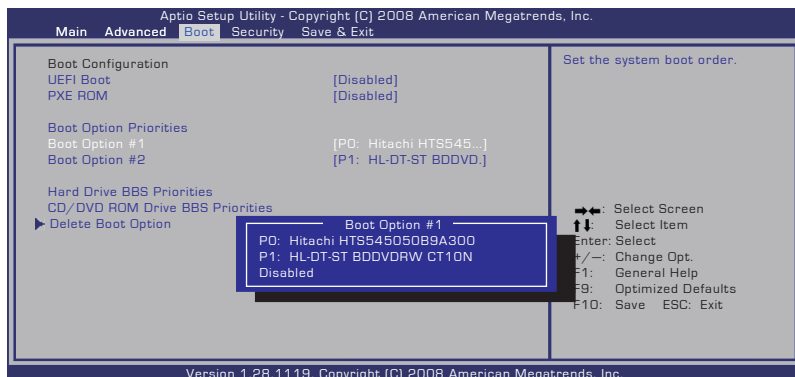 Aptio Setup Utility - Copyright (C) 2008 American Megatrends, Inc.
Main Advanced Boot Security Save & Exit
Boot Configuration
UEFI Boot [Disabled]
PXE ROM [Disabled]
Boot Option Priorities
Boot Option #1 [P0: Hitachi HTS545...]
Boot Option #2 [P1: HL-DT-ST BDDVD.]
Hard Drive BBS Priorities
CD/DVD ROM Drive BBS Priorities
Delete Boot Option
Boot Option #1
P0: Hitachi HTS545050B9A300
P1: HL-DT-ST BDDVDRW CT10N
Disabled
Set the system boot order.
→←: Select Screen
↑↓: Select Item
Enter: Select
+/—: Change Opt.
F1: General Help
F9: Optimized Defaults
F10: Save ESC: Exit
Version 1.28.1119. Copyright (C) 2008 American Megatrends, Inc.